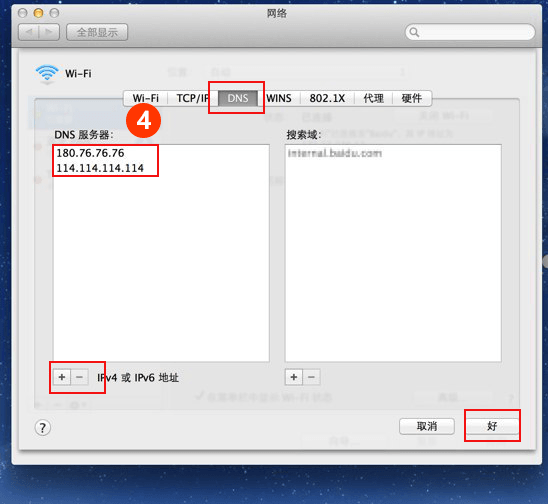 网络
全部显示
Wi-Fi
Wi-Fi TCP/IP DNS WINS 802.1X 代理 硬件
4
DNS 服务器: 搜索域:
180.76.76.76 internal.baidu.com
114.114.114.114
+ − IPv4 或 IPv6 地址 + −
? 取消 好